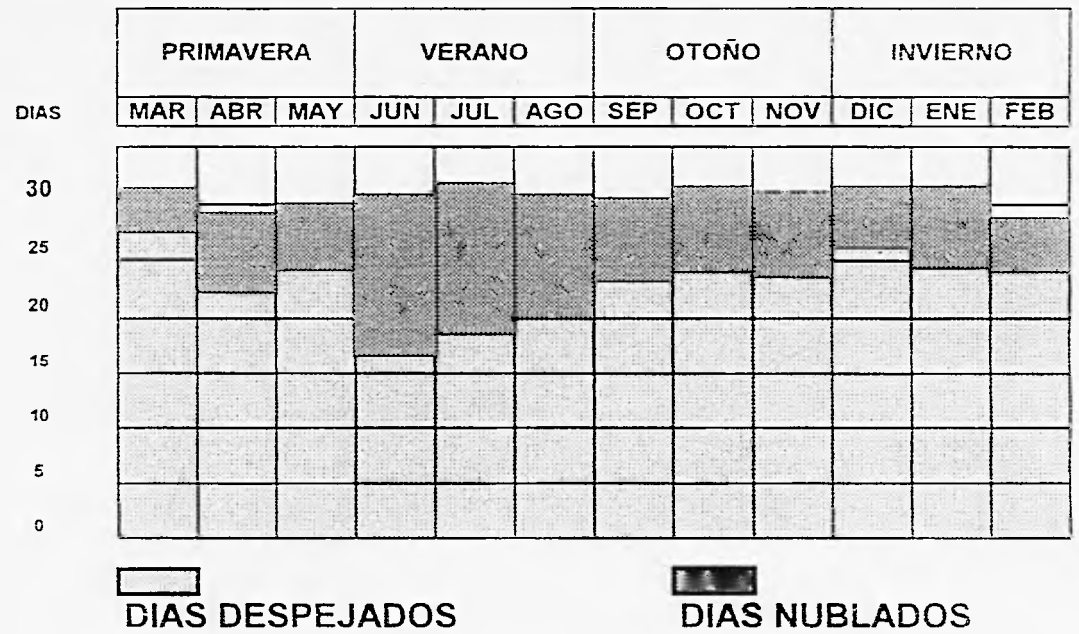 PRIMAVERA VERANO OTOÑO INVIERNO
DIAS MAR ABR MAY JUN JUL AGO SEP OCT NOV DIC ENE FEB
30
25
20
15
10
5
0
DIAS DESPEJADOS DIAS NUBLADOS